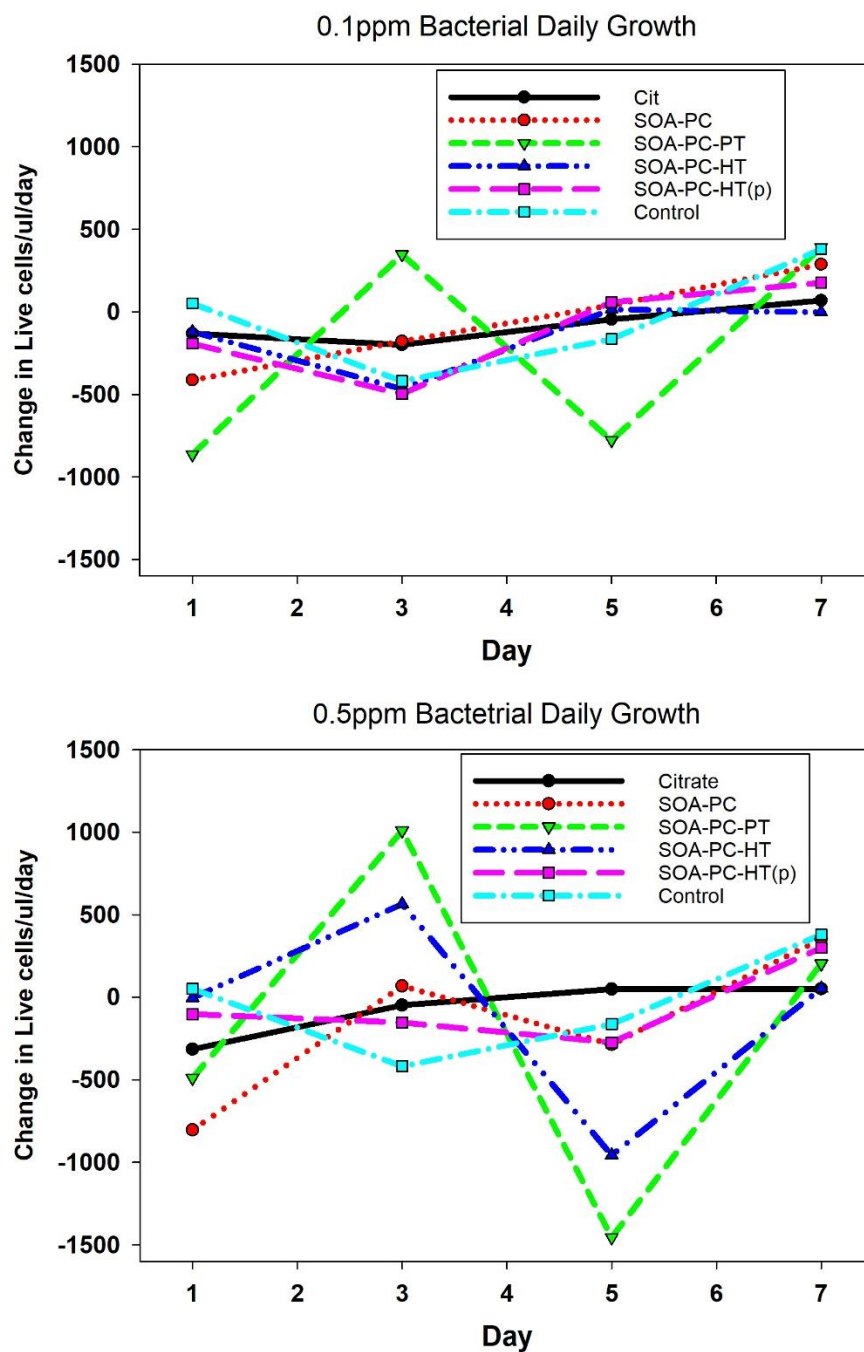 0.1ppm Bacterial Daily Growth
1500
1000
500
0
-500
-1000
-1500
Change in Live cells/ul/day
Cit
SOA-PC
SOA-PC-PT
SOA-PC-HT
SOA-PC-HT(p)
Control
1 2 3 4 5 6 7
Day
0.5ppm Bactetrial Daily Growth
1500
1000
500
0
-500
-1000
-1500
Change in Live cells/ul/day
Citrate
SOA-PC
SOA-PC-PT
SOA-PC-HT
SOA-PC-HT(p)
Control
1 2 3 4 5 6 7
Day